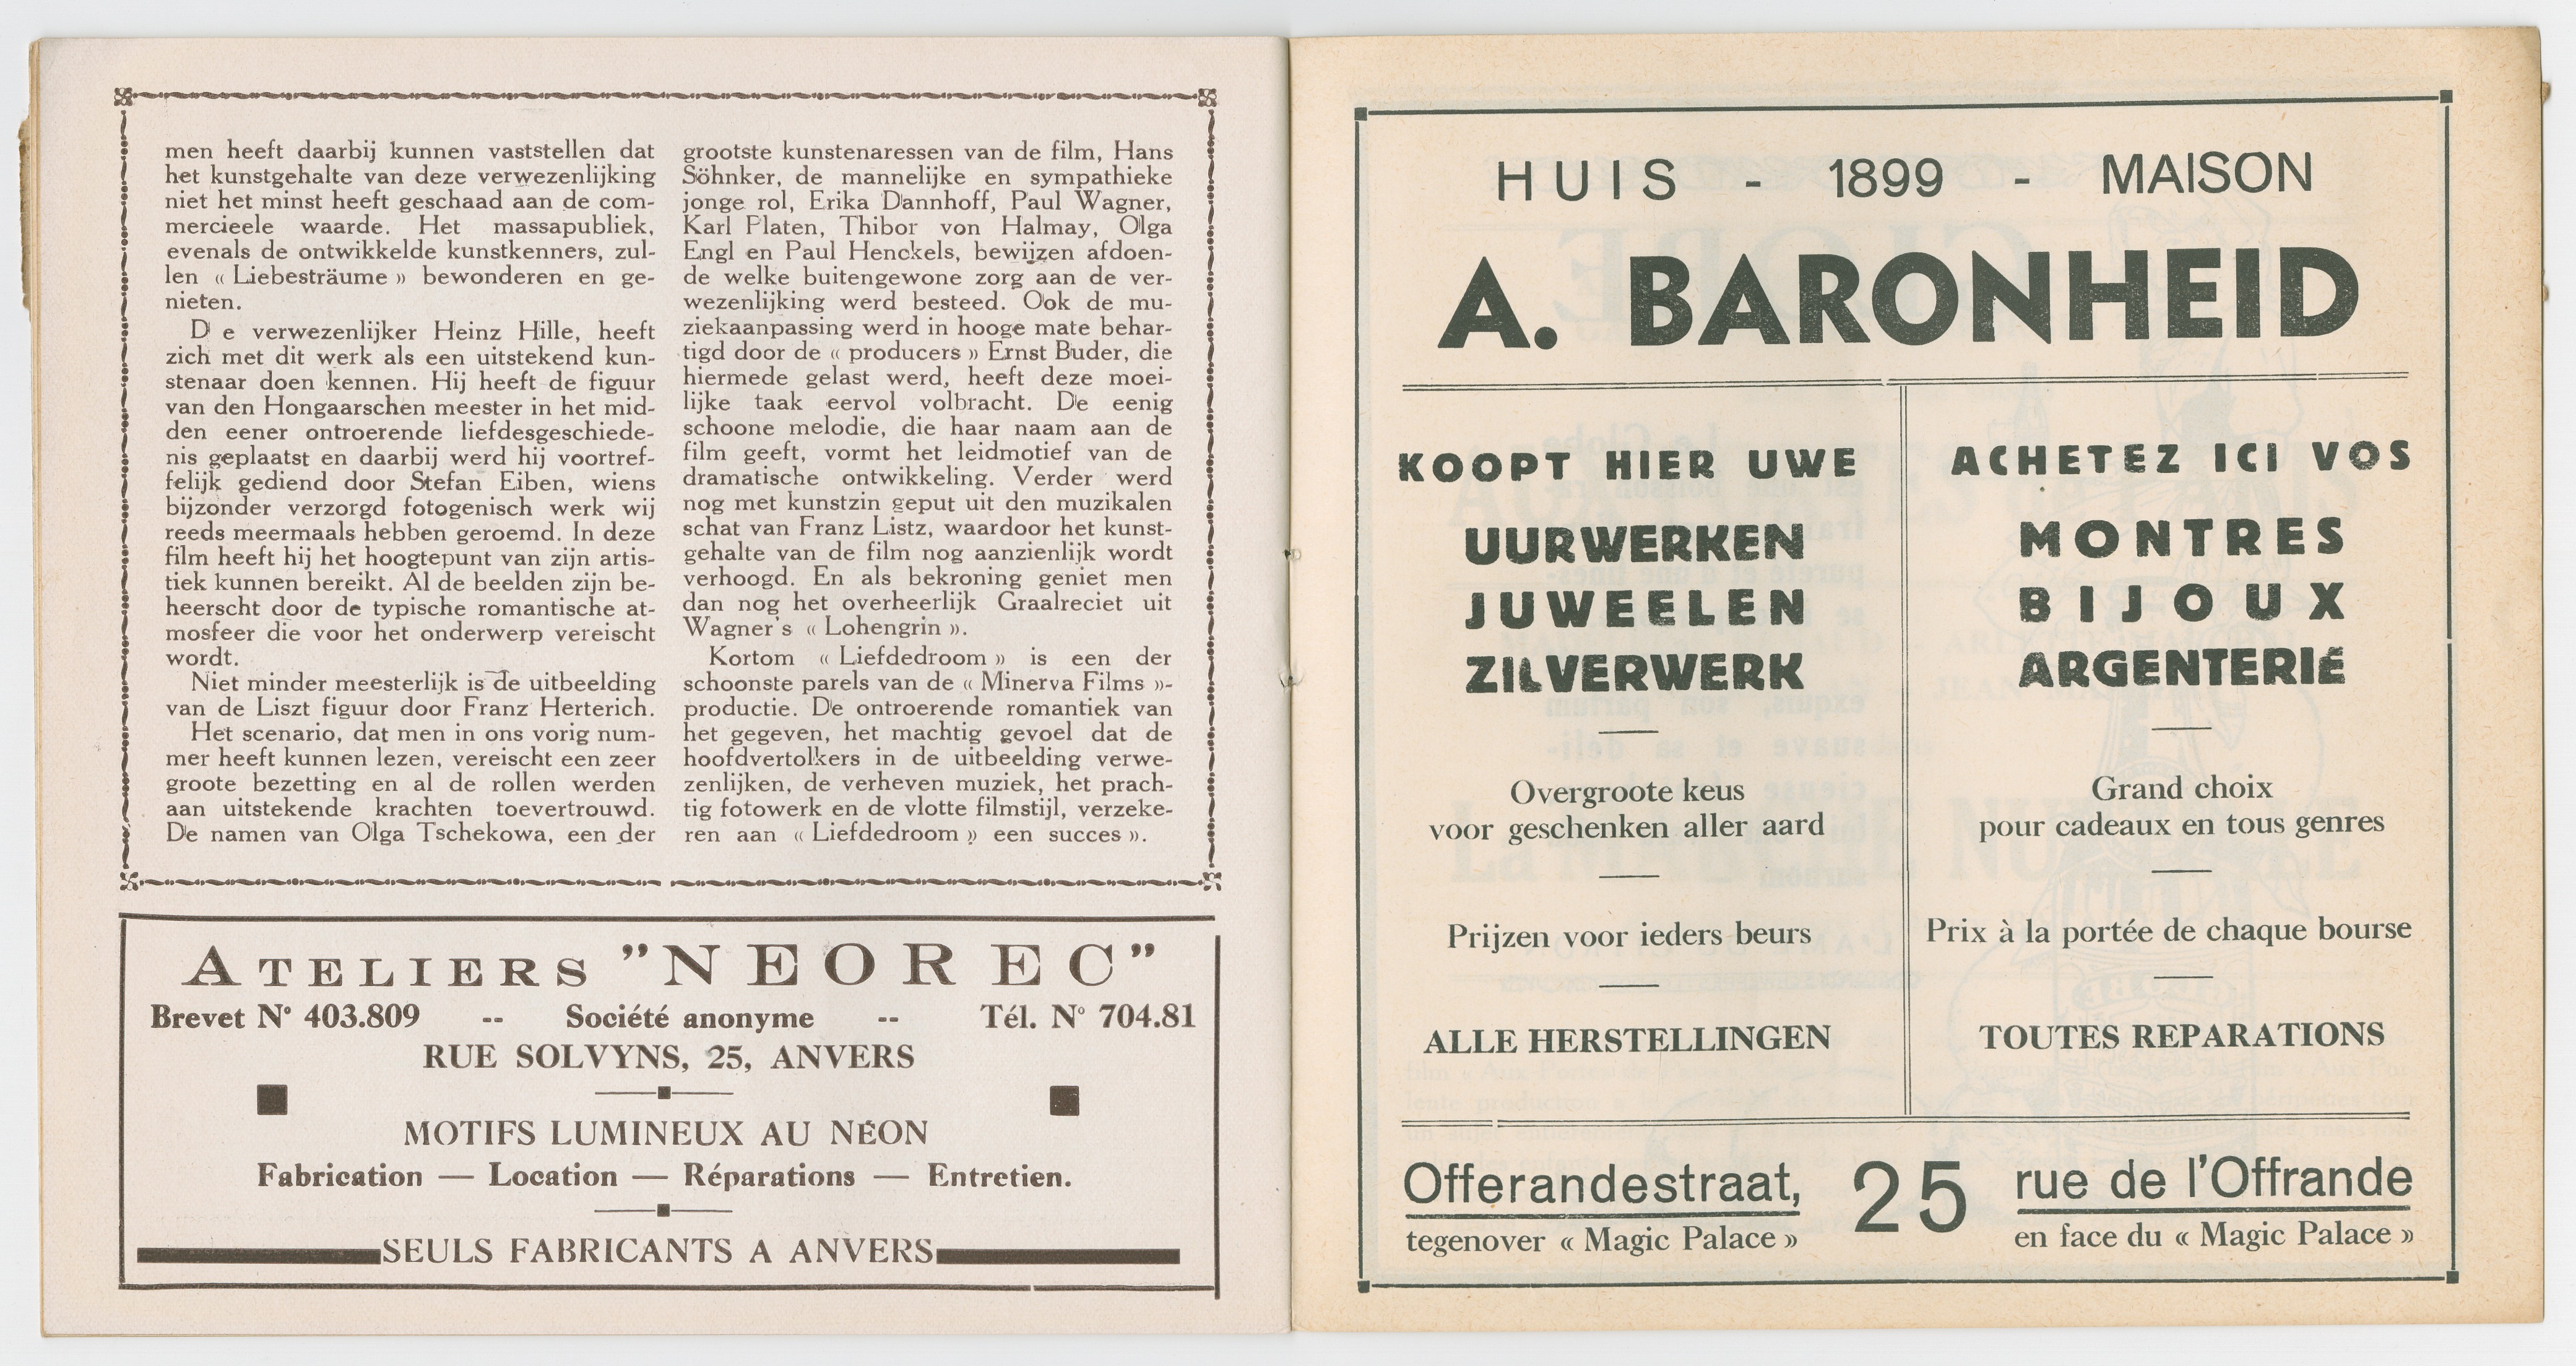 men heeft daarbij kunnen vaststellen dat
het kunstgehalte van deze verwezenlijking
niet het minst heeft geschaad aan de com-
mercieele waarde. Het massapubliek,
evenals de ontwikkelde kunstkenners, zul-
len « Liebesträume » bewonderen en ge-
nieten.
De verwezenlijker Heinz Hille, heeft
zich met dit werk als een uitstekend kun-
stenaar doen kennen. Hij heeft de figuur
van den Hongaarschen meester in het mid-
den eener ontroerende liefdesgeschiede-
nis geplaatst en daarbij werd hij voortref-
felijk gediend door Stefan Eiben, wiens
bijzonder verzorgd fotogenisch werk wij
reeds meermaals hebben geroemd. In deze
film heeft hij het hoogtepunt van zijn artis-
tiek kunnen bereikt. Al de beelden zijn be-
heerscht door de typische romantische at-
mosfeer die voor het onderwerp vereischt
wordt.
Niet minder meesterlijk is de uitbeelding
van de Liszt figuur door Franz Herterich.
Het scenario, dat men in ons vorig num-
mer heeft kunnen lezen, vereischt een zeer
groote bezetting en al de rollen werden
aan uitstekende krachten toevertrouwd.
De namen van Olga Tschekowa, een der
grootste kunstenaressen van de film, Hans
Söhnker, de mannelijke en sympathieke
jonge rol, Erika Dannhoff, Paul Wagner,
Karl Platen, Thibor von Halmay, Olga
Engl en Paul Henckels, bewijzen afdoen-
de welke buitengewone zorg aan de ver-
wezenlijking werd besteed. Ook de mu-
ziekaanpassing werd in hooge mate behar-
tigd door de « producers » Ernst Buder, die
hiermede gelast werd, heeft deze moei-
lijke taak eervol volbracht. De eenig
schoone melodie, die haar naam aan de
film geeft, vormt het leidmotief van de
dramatische ontwikkeling. Verder werd
nog met kunstzin geput uit den muzikalen
schat van Franz Listz, waardoor het kunst-
gehalte van de film nog aanzienlijk wordt
verhoogd. En als bekroning geniet men
dan nog het overheerlijk Graalreciet uit
Wagner's « Lohengrin ».
Kortom « Liefdedroom » is een der
schoonste parels van de « Minerva Films »-
productie. De ontroerende romantiek van
het gegeven, het machtig gevoel dat de
hoofdvertolkers in de uitbeelding verwe-
zenlijken, de verheven muziek, het prach-
tig fotowerk en de vlotte filmstijl, verzeke-
ren aan « Liefdedroom » een succes ».
ATELIERS "NEOREC"
Brevet N° 403.809 -- Société anonyme -- Tél. N° 704.81
RUE SOLVYNS, 25, ANVERS
MOTIFS LUMINEUX AU NÉON
Fabrication — Location — Réparations — Entretien.
SEULS FABRICANTS A ANVERS
HUIS - 1899 - MAISON
A. BARONHEID
KOOPT HIER UWE
UURWERKEN
JUWEELEN
ZILVERWERK
Overgroote keus
voor geschenken aller aard
Prijzen voor ieders beurs
ALLE HERSTELLINGEN
ACHETEZ ICI VOS
MONTRES
BIJOUX
ARGENTERIÉ
Grand choix
pour cadeaux en tous genres
Prix à la portée de chaque bourse
TOUTES REPARATIONS
Offerandestraat, 25 rue de l'Offrande
tegenover « Magic Palace » en face du « Magic Palace »